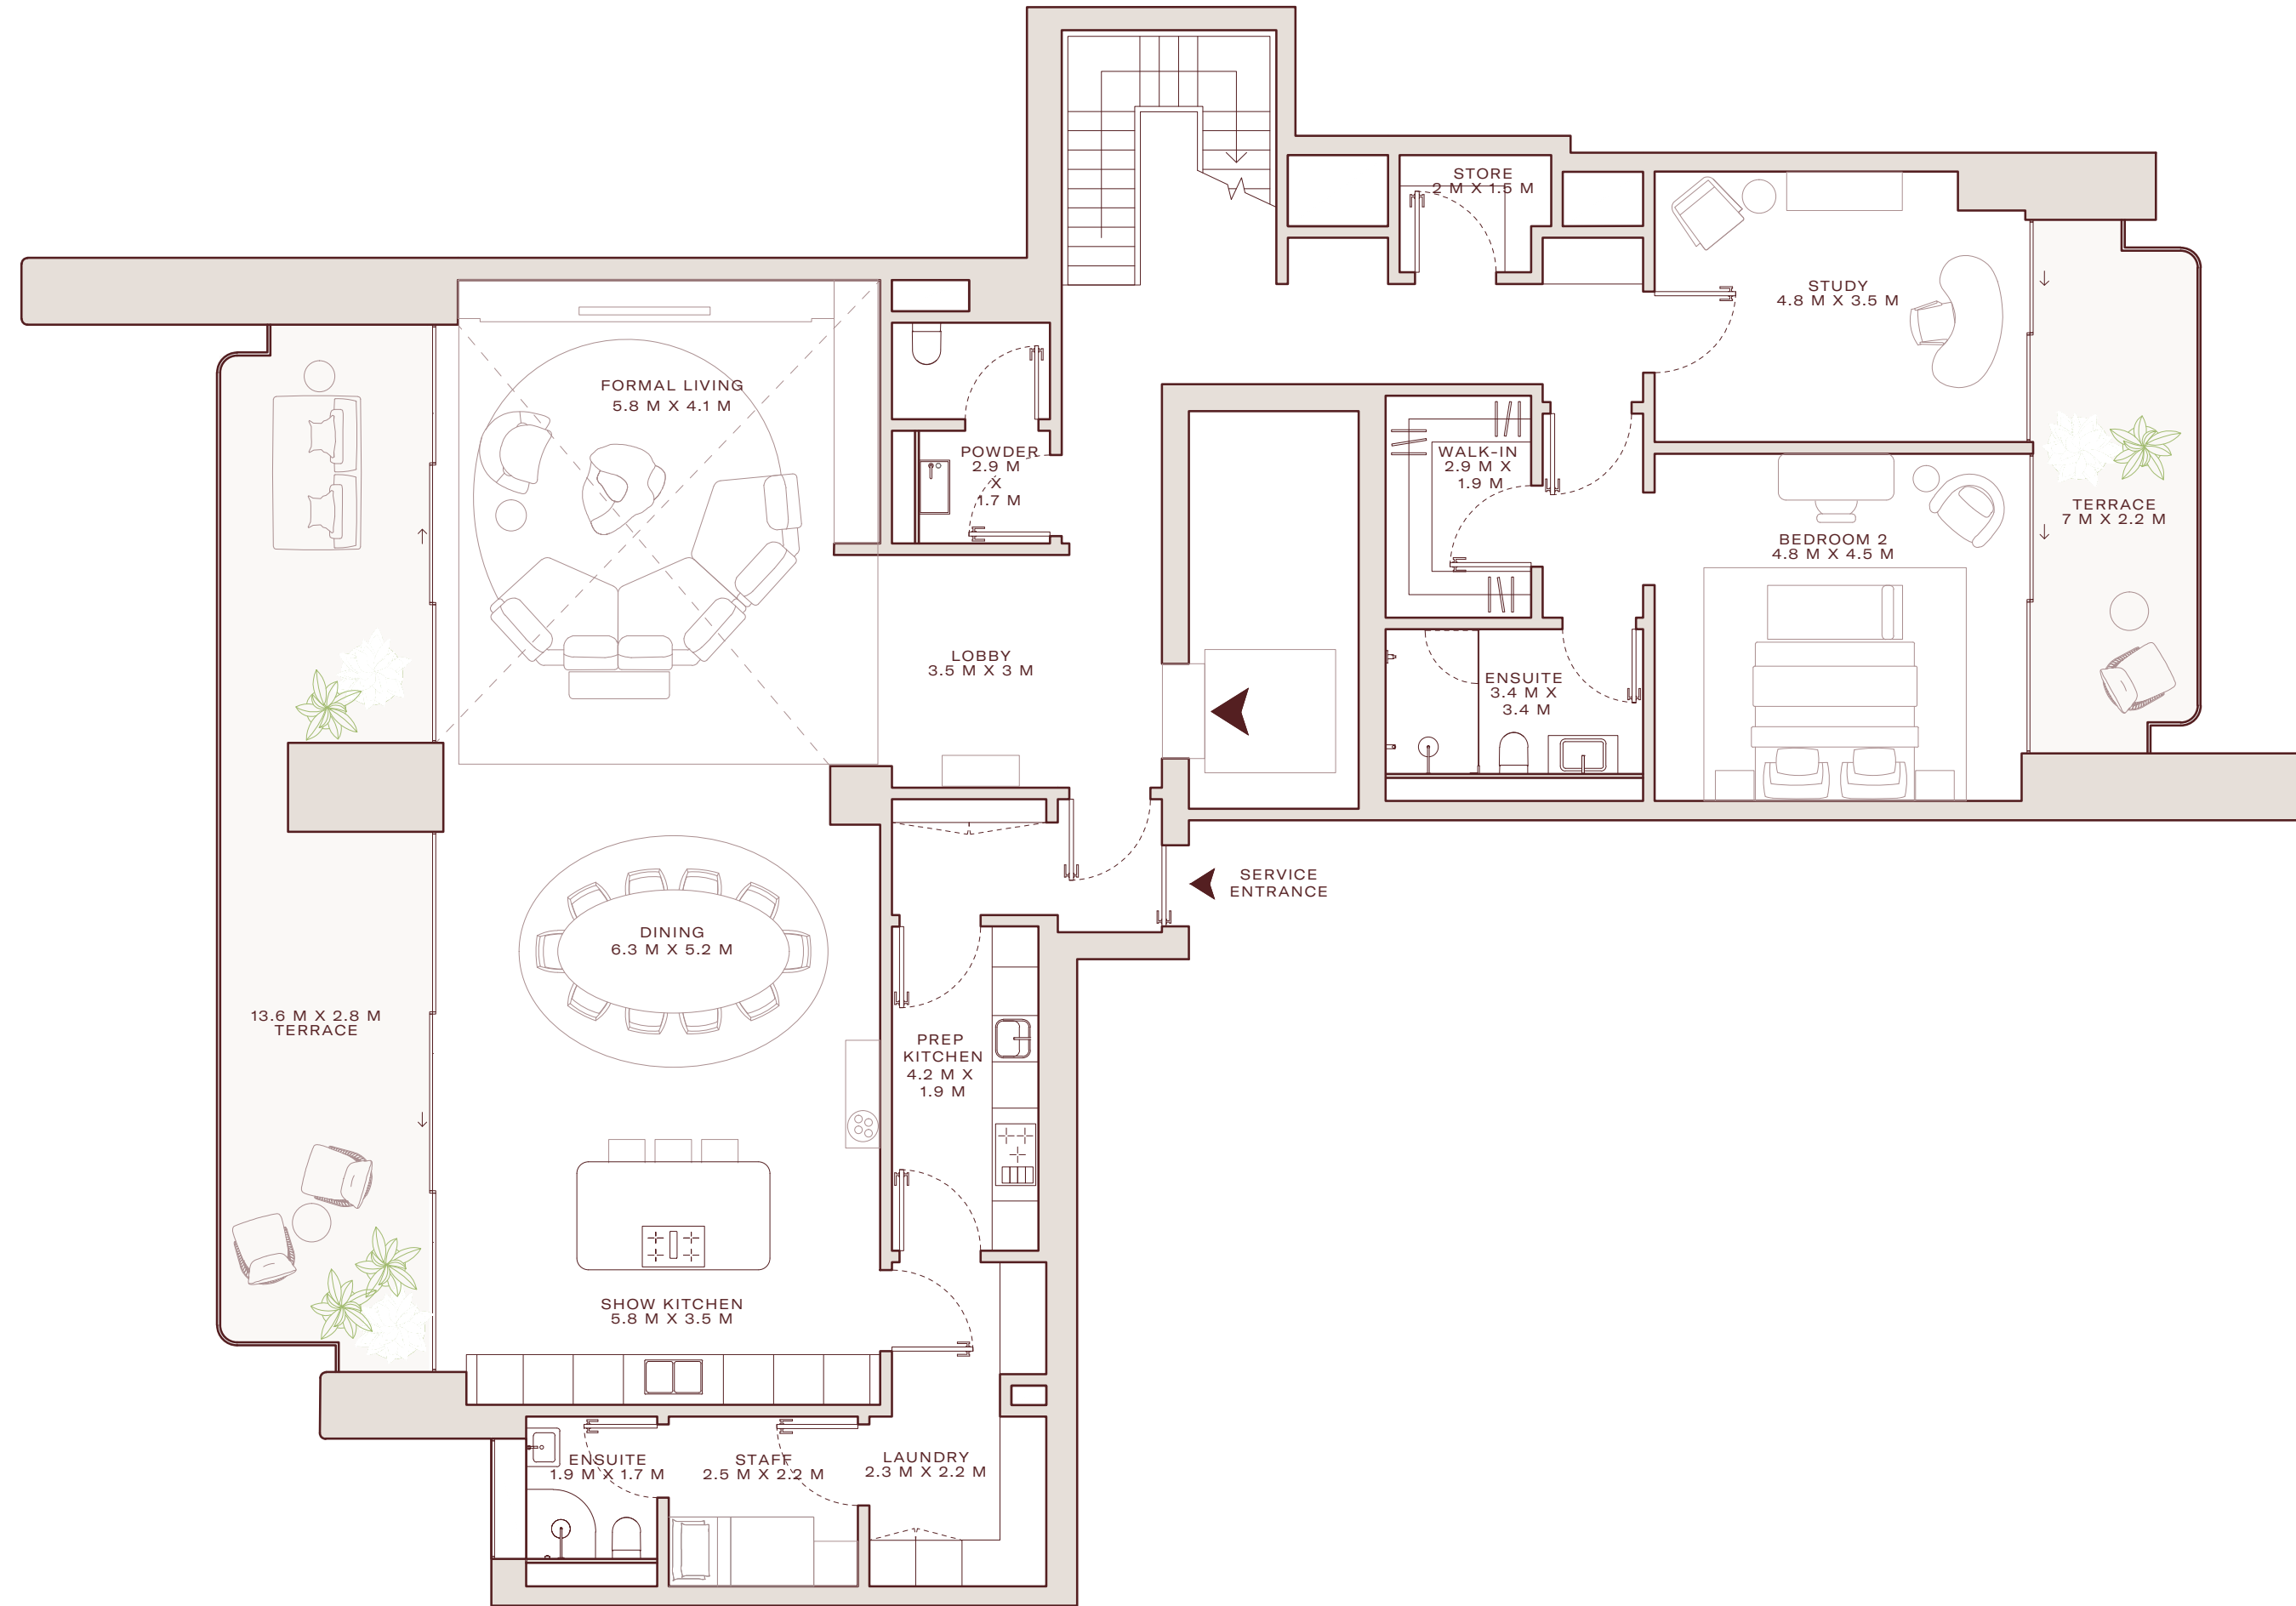 STORE
2 M X 1.5 M
STUDY
4.8 M X 3.5 M
FORMAL LIVING
5.8 M X 4.1 M
POWDER
2.9 M
X
1.7 M
WALK-IN
2.9 M X
1.9 M
TERRACE
7 M X 2.2 M
BEDROOM 2
4.8 M X 4.5 M
LOBBY
3.5 M X 3 M
ENSUITE
3.4 M X
3.4 M
SERVICE
ENTRANCE
DINING
6.3 M X 5.2 M
13.6 M X 2.8 M
TERRACE
PREP
KITCHEN
4.2 M X
1.9 M
SHOW KITCHEN
5.8 M X 3.5 M
ENSUITE
1.9 M X 1.7 M
STAFF
2.5 M X 2.2 M
LAUNDRY
2.3 M X 2.2 M